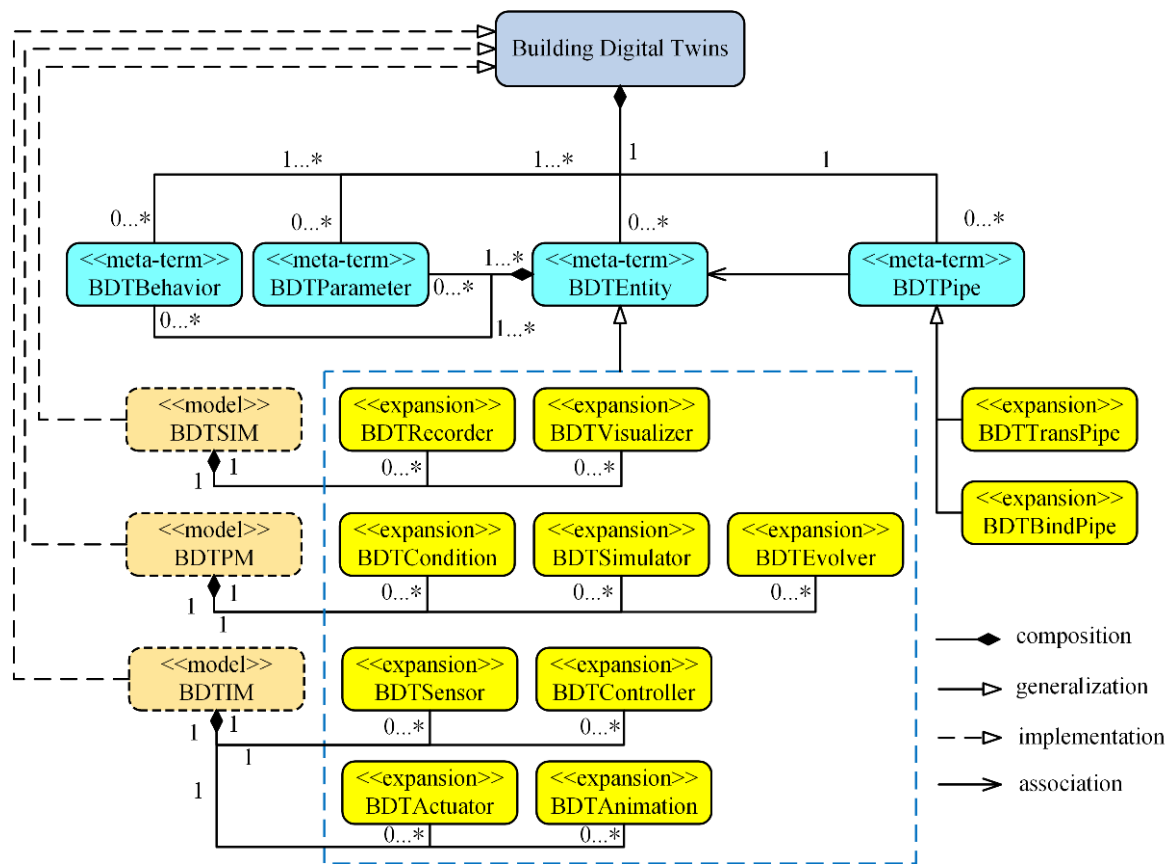 Building Digital Twins
1...*
1...*
1
1
0...*
0...*
0...*
0...*
<<meta-term>>
BDTBehavior
<<meta-term>>
BDTParameter
1...*
0...*
<<meta-term>>
BDTEntity
<<meta-term>>
BDTPipe
0...*
1...*
<<model>>
BDTSIM
<<expansion>>
BDTRecorder
<<expansion>>
BDTVisualizer
<<expansion>>
BDTTransPipe
1
1
0...*
0...*
<<expansion>>
BDTBindPipe
<<model>>
BDTPM
<<expansion>>
BDTCondition
<<expansion>>
BDTSimulator
<<expansion>>
BDTEvolver
1
1
1
0...*
0...*
0...*
<<model>>
BDTIM
<<expansion>>
BDTSensor
<<expansion>>
BDTController
1
1
1
0...*
0...*
1
<<expansion>>
BDTActuator
<<expansion>>
BDTAnimation
0...*
0...*
composition
generalization
implementation
association